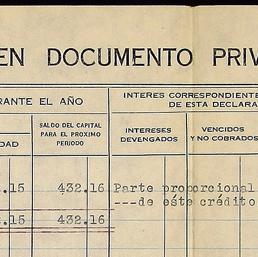 EN DOCUMENTO PRIV
RANTE EL AÑO
INTERES CORRESPONDIENTE
DE ESTA DECLARA
SALDO DEL CAPITAL
PARA EL PROXIMO
PERIODO
INTERESES
DEVENGADOS
VENCIDOS
Y NO COBRADOS
DAD
.15 432.16 Parte proporcional
---de este crédito
.15 432.16